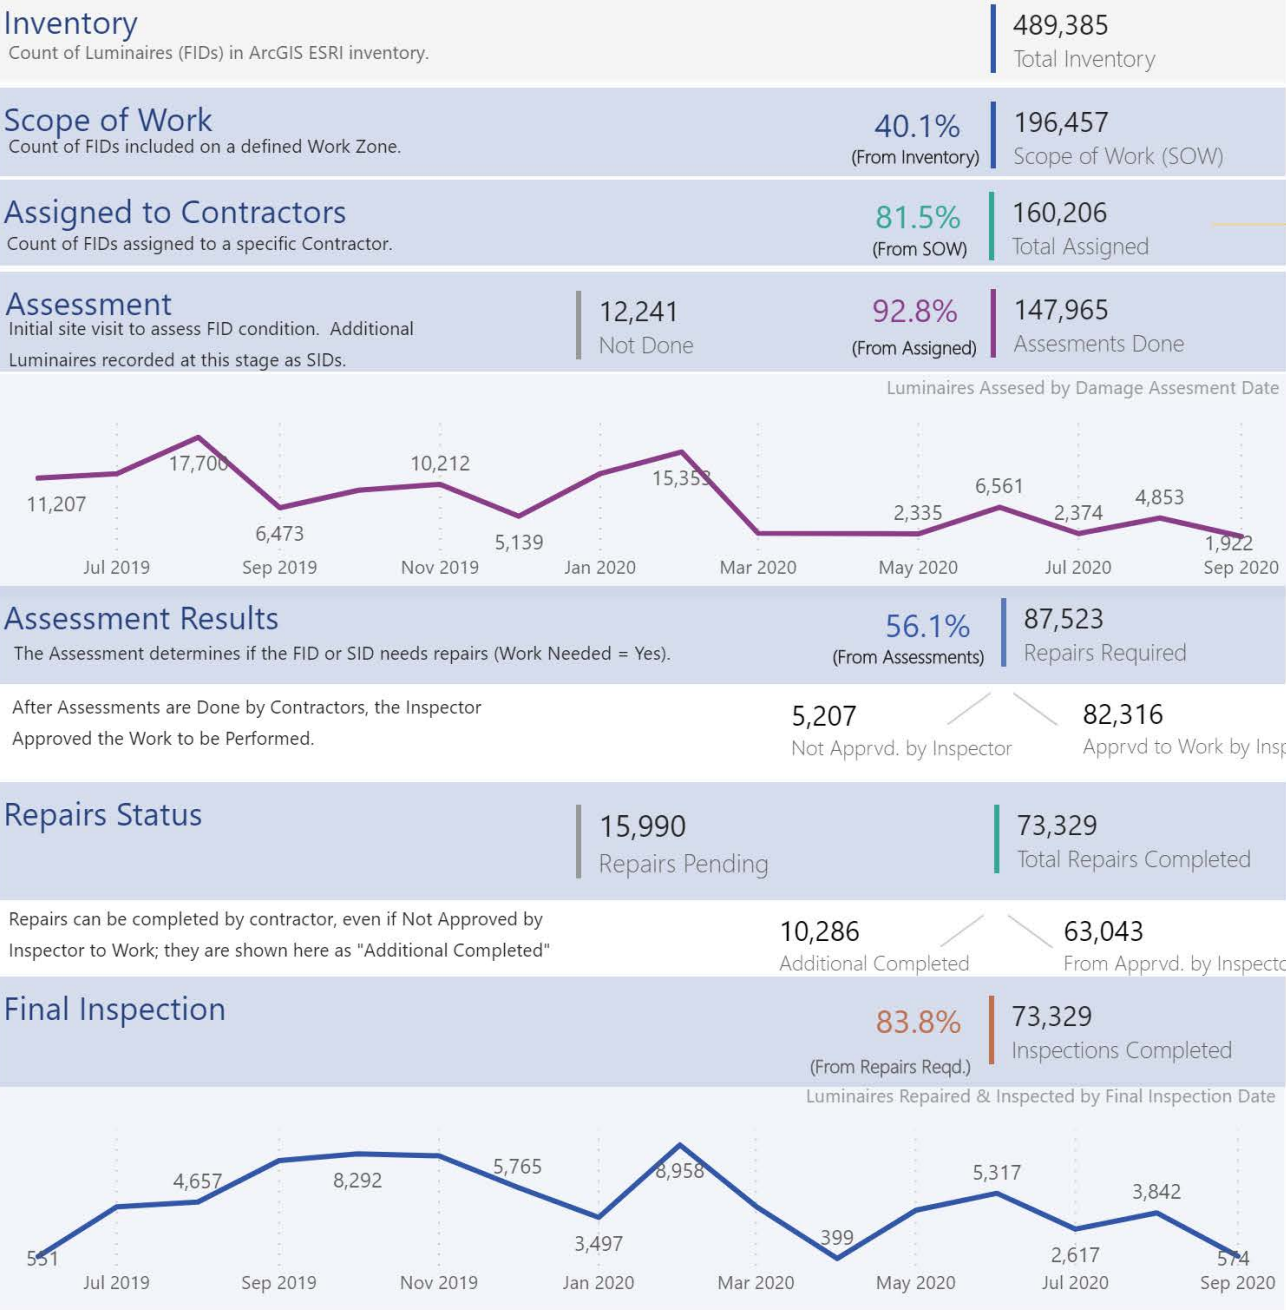 Inventory
Count of Luminaires (FIDs) in ArcGIS ESRI inventory.
489,385
Total Inventory
Scope of Work
Count of FIDs included on a defined Work Zone.
40.1%
(From Inventory)
196,457
Scope of Work (SOW)
Assigned to Contractors
Count of FIDs assigned to a specific Contractor.
81.5%
(From SOW)
160,206
Total Assigned
Assessment
Initial site visit to assess FID condition. Additional
Luminaires recorded at this stage as SIDs.
12,241
Not Done
92.8%
(From Assigned)
147,965
Assesments Done
Luminaires Assesed by Damage Assesment Date
11,207
17,700
6,473
10,212
5,139
15,353
2,335
6,561
2,374
4,853
1,922
Jul 2019
Sep 2019
Nov 2019
Jan 2020
Mar 2020
May 2020
Jul 2020
Sep 2020
Assessment Results
The Assessment determines if the FID or SID needs repairs (Work Needed = Yes).
56.1%
(From Assessments)
87,523
Repairs Required
After Assessments are Done by Contractors, the Inspector
Approved the Work to be Performed.
5,207
Not Apprvd. by Inspector
82,316
Apprvd to Work by Insp
Repairs Status
15,990
Repairs Pending
73,329
Total Repairs Completed
Repairs can be completed by contractor, even if Not Approved by
Inspector to Work; they are shown here as "Additional Completed"
10,286
Additional Completed
63,043
From Apprvd. by Inspecto
Final Inspection
83.8%
(From Repairs Reqd.)
73,329
Inspections Completed
Luminaires Repaired & Inspected by Final Inspection Date
551
4,657
8,292
5,765
3,497
8,958
399
5,317
2,617
3,842
574
Jul 2019
Sep 2019
Nov 2019
Jan 2020
Mar 2020
May 2020
Jul 2020
Sep 2020